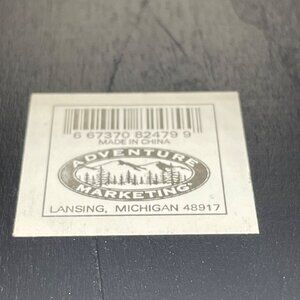 6 67370 82479 9
MADE IN CHINA
ADVENTURE
MARKETING
LANSING, MICHIGAN 48917